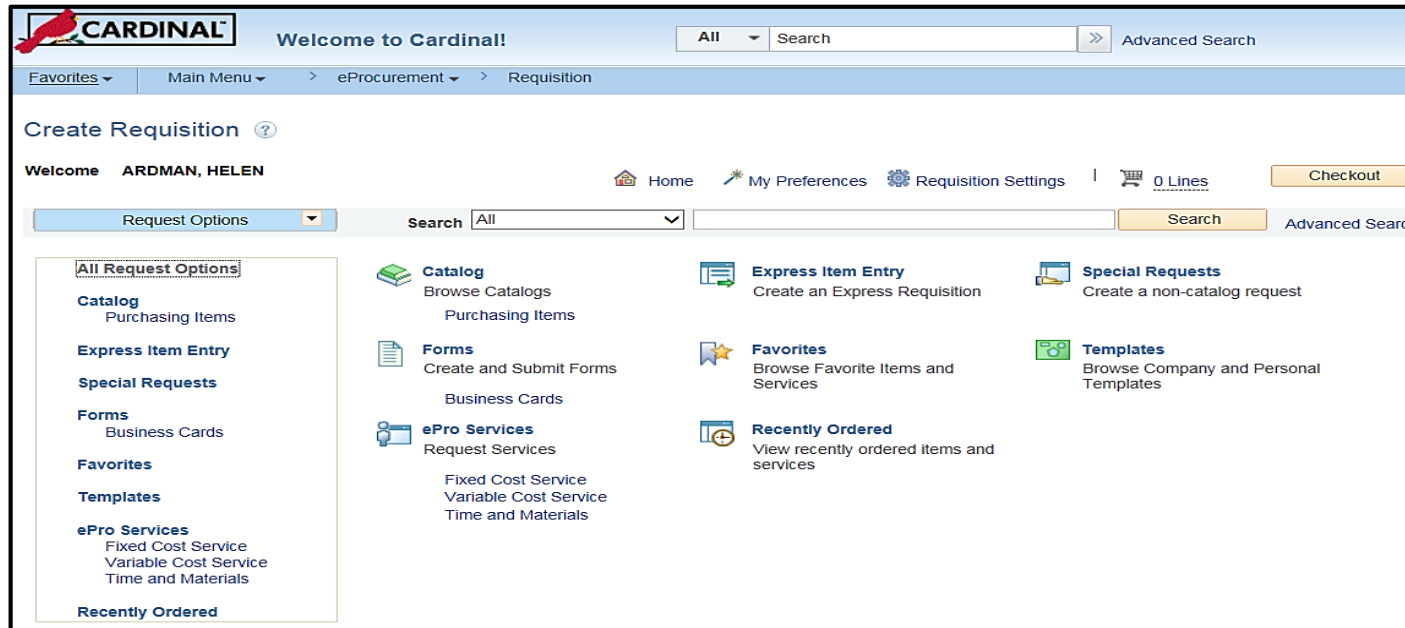 CARDINAL™
Welcome to Cardinal!
All
Search
Advanced Search
Favorites
Main Menu
> eProcurement
> Requisition
Create Requisition ?
Welcome ARDMAN, HELEN
Home
My Preferences
Requisition Settings
|
0 Lines
Checkout
Request Options
Search All
Search
Advanced Searc
All Request Options
Catalog
Purchasing Items
Express Item Entry
Special Requests
Forms
Business Cards
Favorites
Templates
ePro Services
Fixed Cost Service
Variable Cost Service
Time and Materials
Recently Ordered
Catalog
Browse Catalogs
Purchasing Items
Express Item Entry
Create an Express Requisition
Special Requests
Create a non-catalog request
Forms
Create and Submit Forms
Business Cards
Favorites
Browse Favorite Items and
Services
Templates
Browse Company and Personal
Templates
ePro Services
Request Services
Fixed Cost Service
Variable Cost Service
Time and Materials
Recently Ordered
View recently ordered items and
services